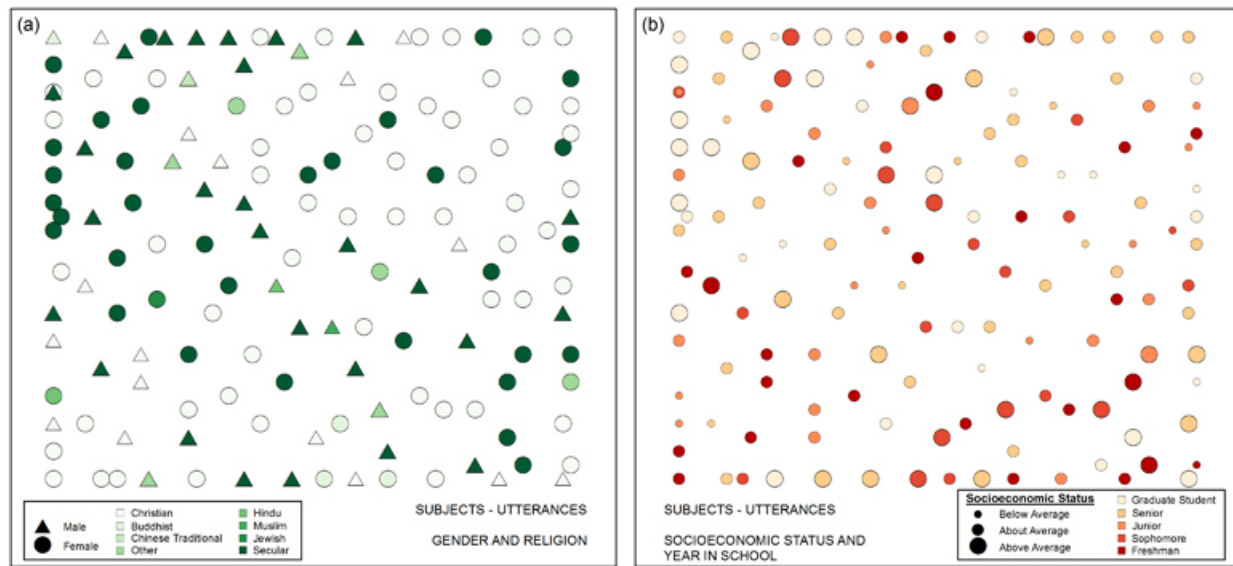 (a)
SUBJECTS - UTTERANCES
GENDER AND RELIGION
Male
Female
Christian
Buddhist
Chinese Traditional
Other
Hindu
Muslim
Jewish
Secular
(b)
SUBJECTS - UTTERANCES
SOCIOECONOMIC STATUS AND
YEAR IN SCHOOL
Socioeconomic Status
Below Average
About Average
Above Average
Graduate Student
Senior
Junior
Sophomore
Freshman